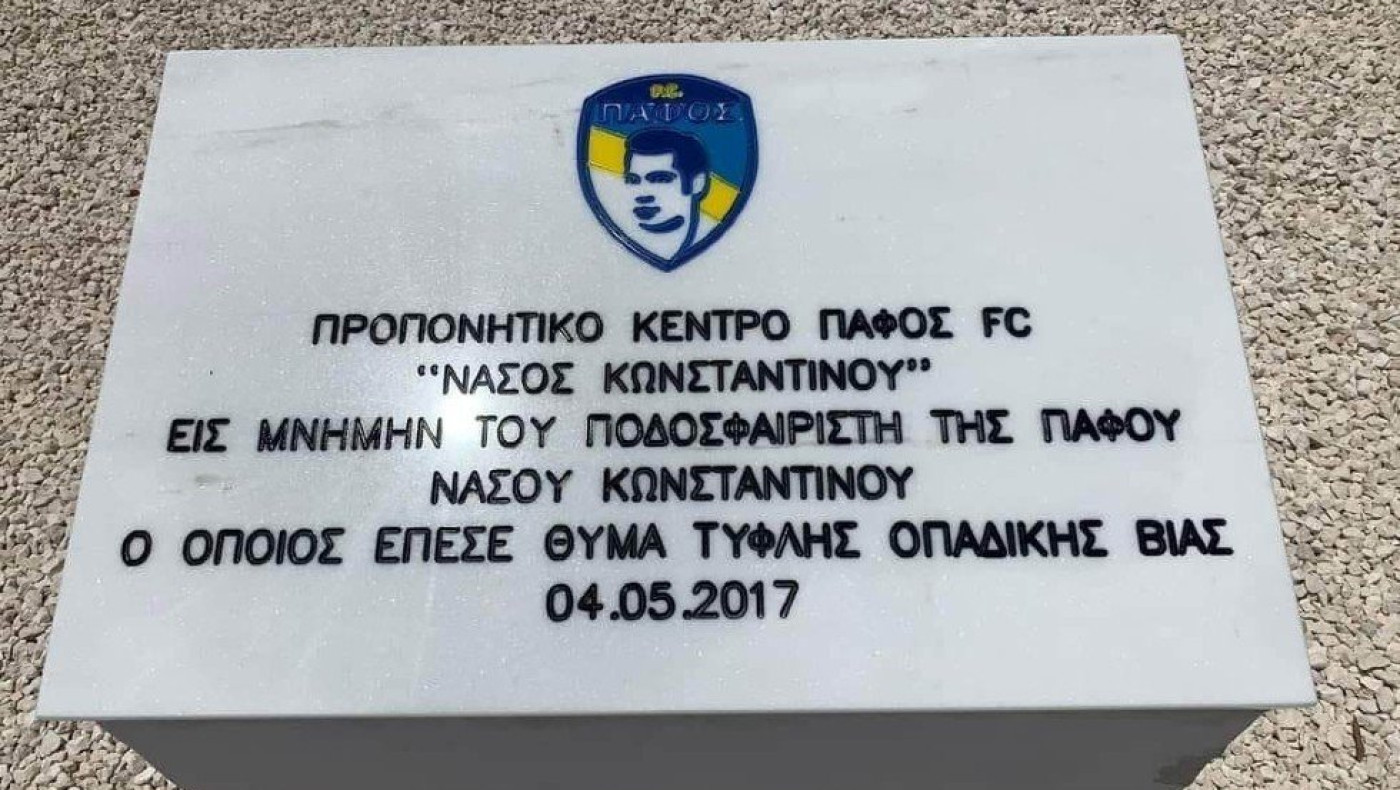 F.C.
ΠΑΦΟΣ
ΠΡΟΠΟΝΗΤΙΚΟ ΚΕΝΤΡΟ ΠΑΦΟΣ FC
“ΝΑΣΟΣ ΚΩΝΣΤΑΝΤΙΝΟΥ”
ΕΙΣ ΜΝΗΜΗΝ ΤΟΥ ΠΟΔΟΣΦΑΙΡΙΣΤΗ ΤΗΣ ΠΑΦΟΥ
ΝΑΣΟΥ ΚΩΝΣΤΑΝΤΙΝΟΥ
Ο ΟΠΟΙΟΣ ΕΠΕΣΕ ΘΥΜΑ ΤΥΦΛΗΣ ΟΠΑΔΙΚΗΣ ΒΙΑΣ
04.05.2017